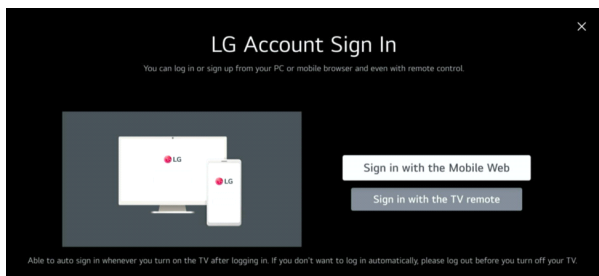 LG Account Sign In
You can log in or sign up from your PC or mobile browser and even with remote control.
LG
LG
Sign in with the Mobile Web
Sign in with the TV remote
Able to auto sign in whenever you turn on the TV after logging in. If you don't want to log in automatically, please log out before you turn off your TV.